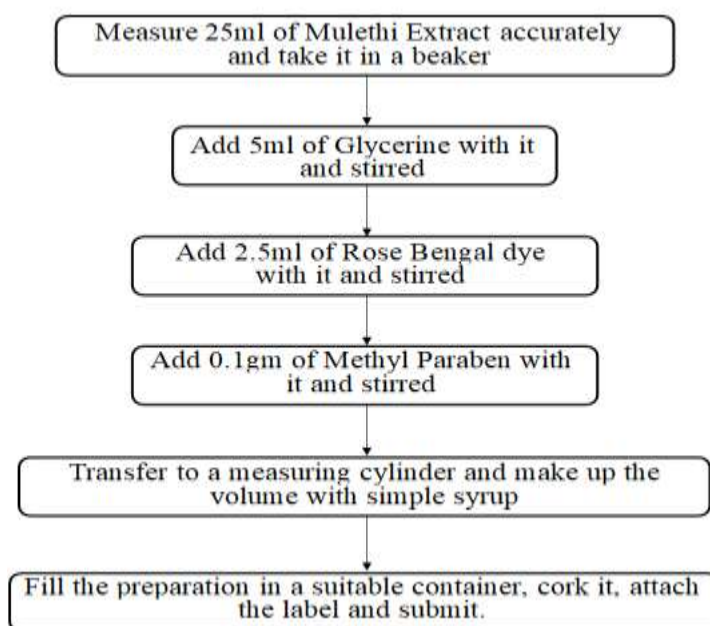 Measure 25ml of Mulethi Extract accurately
and take it in a beaker
Add 5ml of Glycerine with it
and stirred
Add 2.5ml of Rose Bengal dye
with it and stirred
Add 0.1gm of Methyl Paraben with
it and stirred
Transfer to a measuring cylinder and make up the
volume with simple syrup
Fill the preparation in a suitable container, cork it, attach
the label and submit.